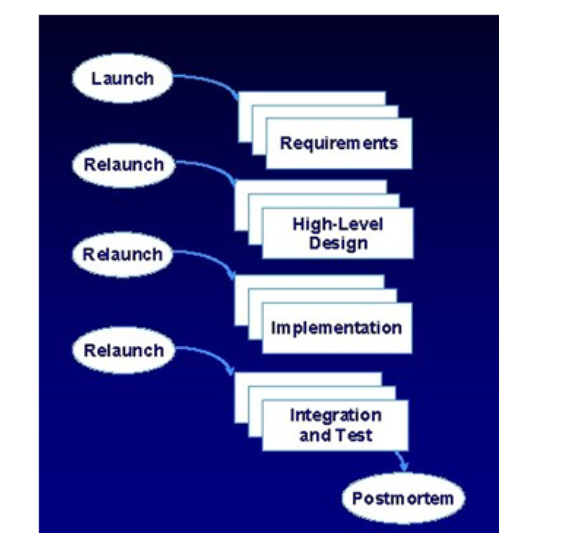 Launch
Requirements
Relaunch
High-Level
Design
Relaunch
Implementation
Relaunch
Integration
and Test
Postmortem